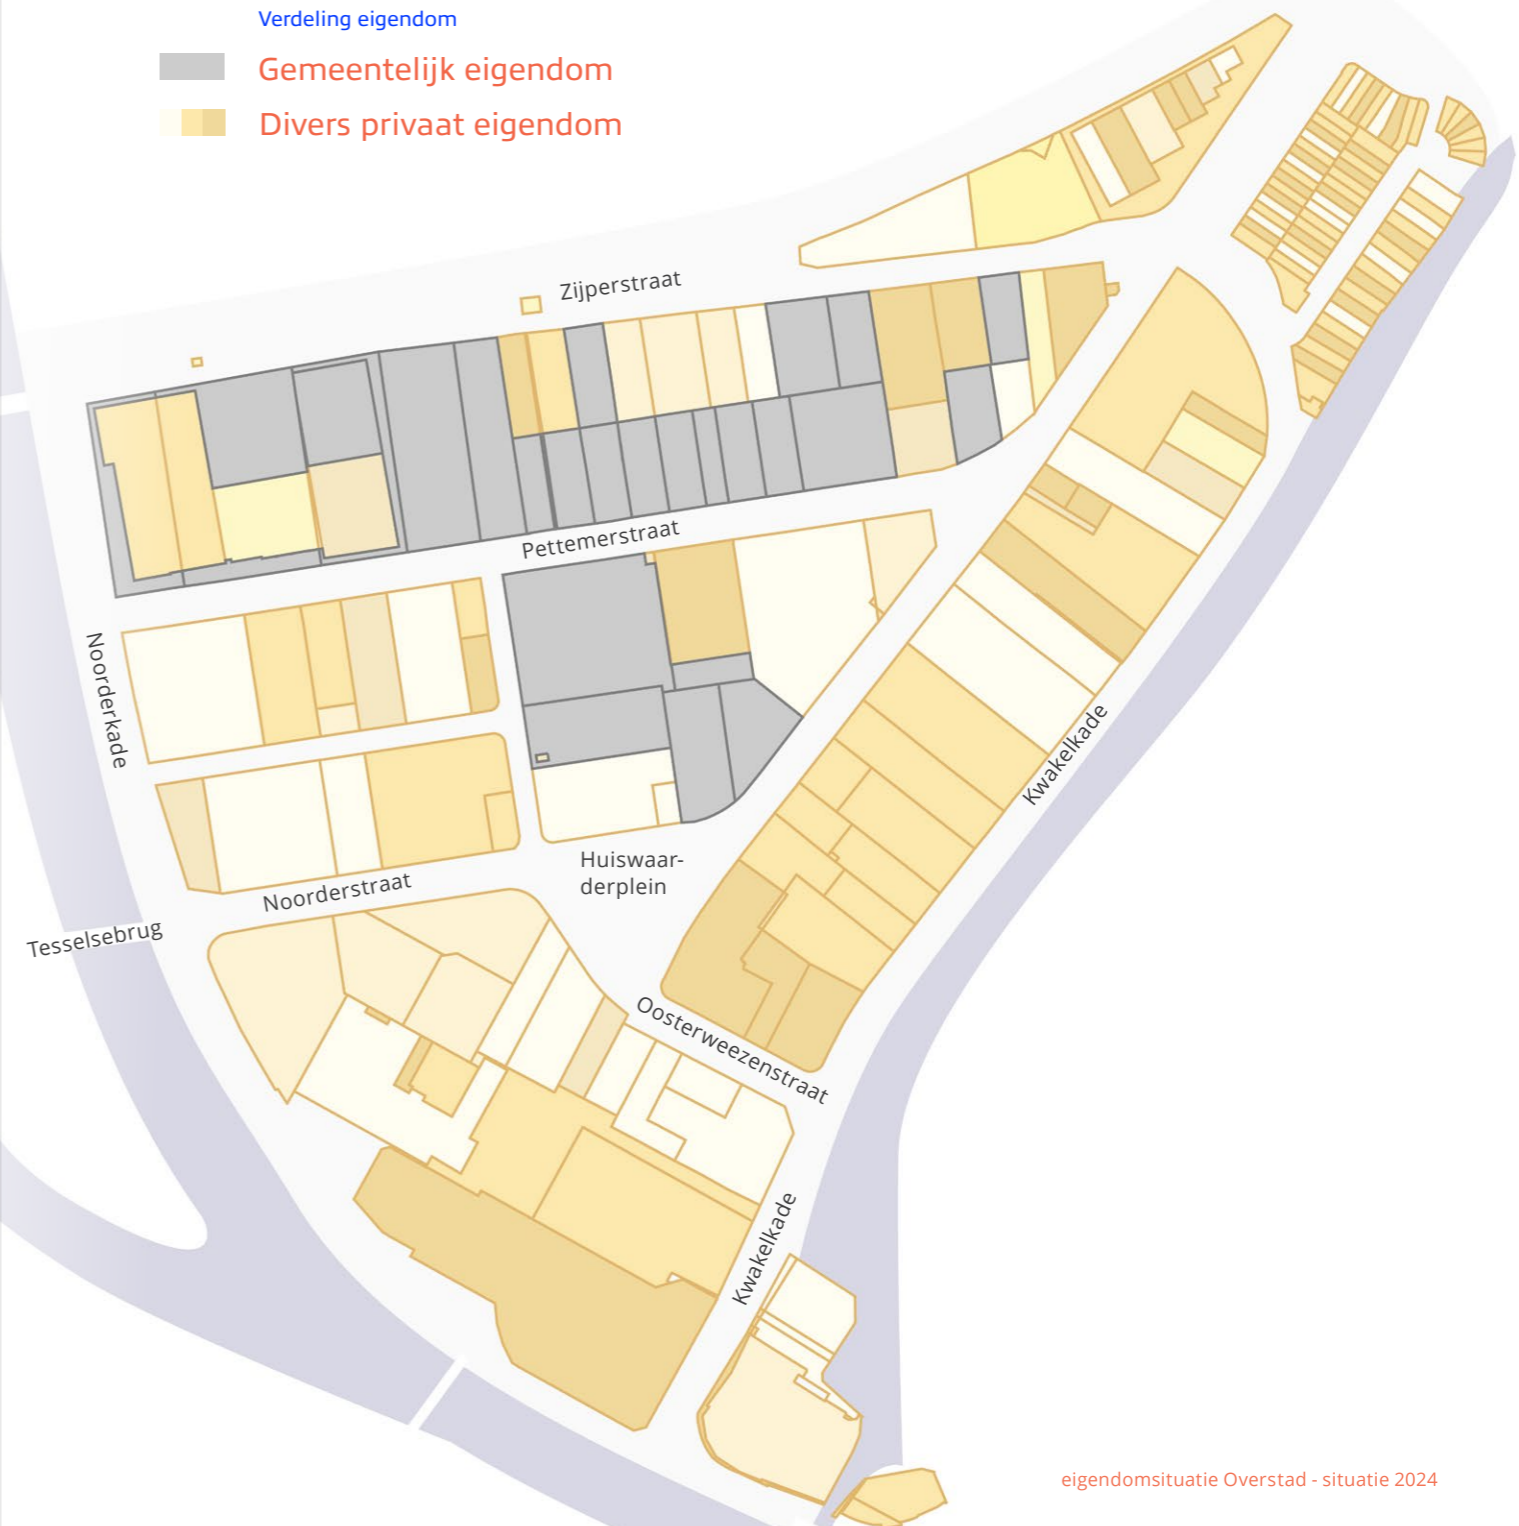 Verdeling eigendom
Gemeentelijk eigendom
Divers privaat eigendom
Zijperstraat
Pettemerstraat
Noorderkade
Kwakelkade
Huiswaar-
derplein
Noorderstraat
Tesselsebrug
Oosterweezenstraat
Kwakelkade
eigendomsituatie Overstad - situatie 2024